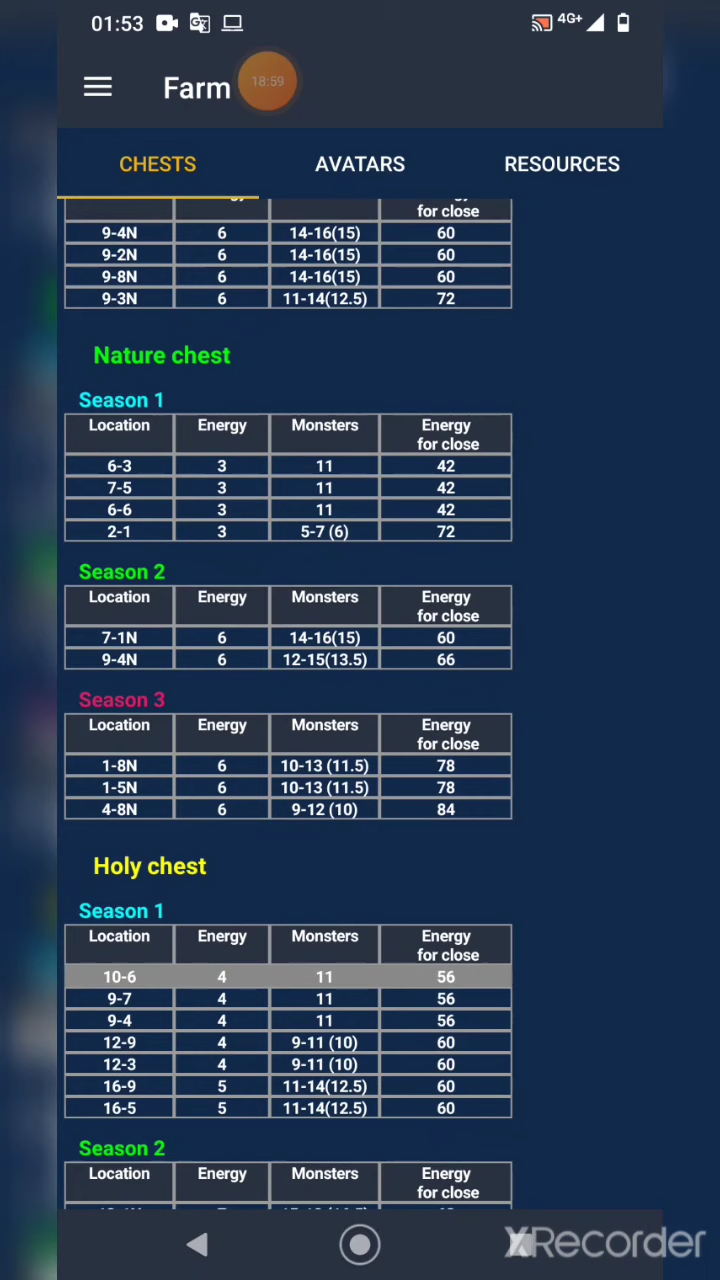 01:53 4G+
Farm 18:59
CHESTS AVATARS RESOURCES
for close
9-4N 6 14-16(15) 60
9-2N 6 14-16(15) 60
9-8N 6 14-16(15) 60
9-3N 6 11-14(12.5) 72
Nature chest
Season 1
Location Energy Monsters Energy
for close
6-3 3 11 42
7-5 3 11 42
6-6 3 11 42
2-1 3 5-7 (6) 72
Season 2
Location Energy Monsters Energy
for close
7-1N 6 14-16(15) 60
9-4N 6 12-15(13.5) 66
Season 3
Location Energy Monsters Energy
for close
1-8N 6 10-13 (11.5) 78
1-5N 6 10-13 (11.5) 78
4-8N 6 9-12 (10) 84
Holy chest
Season 1
Location Energy Monsters Energy
for close
10-6 4 11 56
9-7 4 11 56
9-4 4 11 56
12-9 4 9-11 (10) 60
12-3 4 9-11 (10) 60
16-9 5 11-14(12.5) 60
16-5 5 11-14(12.5) 60
Season 2
Location Energy Monsters Energy
for close
XRecorder